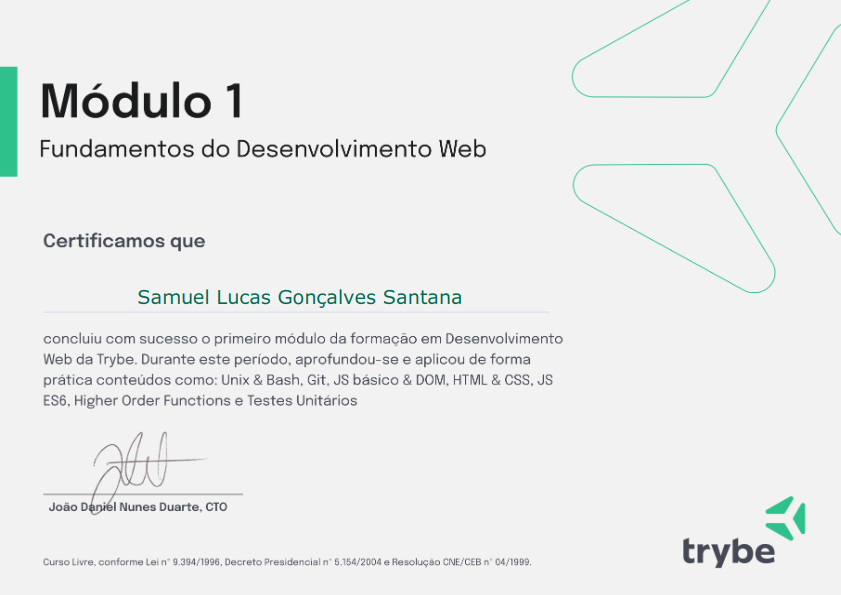 Módulo 1
Fundamentos do Desenvolvimento Web
Certificamos que
Samuel Lucas Gonçalves Santana
concluiu com sucesso o primeiro módulo da formação em Desenvolvimento
Web da Trybe. Durante este período, aprofundou-se e aplicou de forma
prática conteúdos como: Unix & Bash, Git, JS básico & DOM, HTML & CSS, JS
ES6, Higher Order Functions e Testes Unitários
João Daniel Nunes Duarte, CTO
Curso Livre, conforme Lei n° 9.394/1996, Decreto Presidencial n° 5.154/2004 e Resolução CNE/CEB n° 04/1999.
trybe